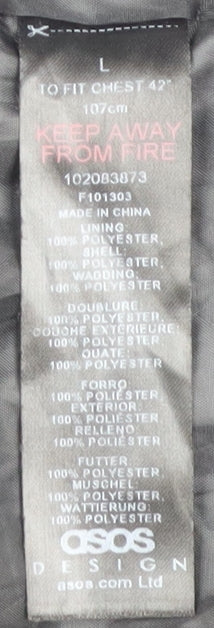 L
TO FIT CHEST 42"
107cm
KEEP AWAY
FROM FIRE
102083873
F101303
MADE IN CHINA
LINING:
100% POLYESTER,
SHELL:
100% POLYESTER,
WADDING:
100% POLYESTER
DOUBLURE:
100% POLYESTER,
COUCHE EXTÉRIEURE:
100% POLYESTER,
OUATE:
100% POLYESTER
FORRO:
100% POLIÉSTER,
EXTERIOR:
100% POLIÉSTER,
RELLENO:
100% POLIÉSTER
FUTTER:
100% POLYESTER,
MUSCHEL:
100% POLYESTER,
WATTIERUNG:
100% POLYESTER
asos
DESIGN
asos.com Ltd